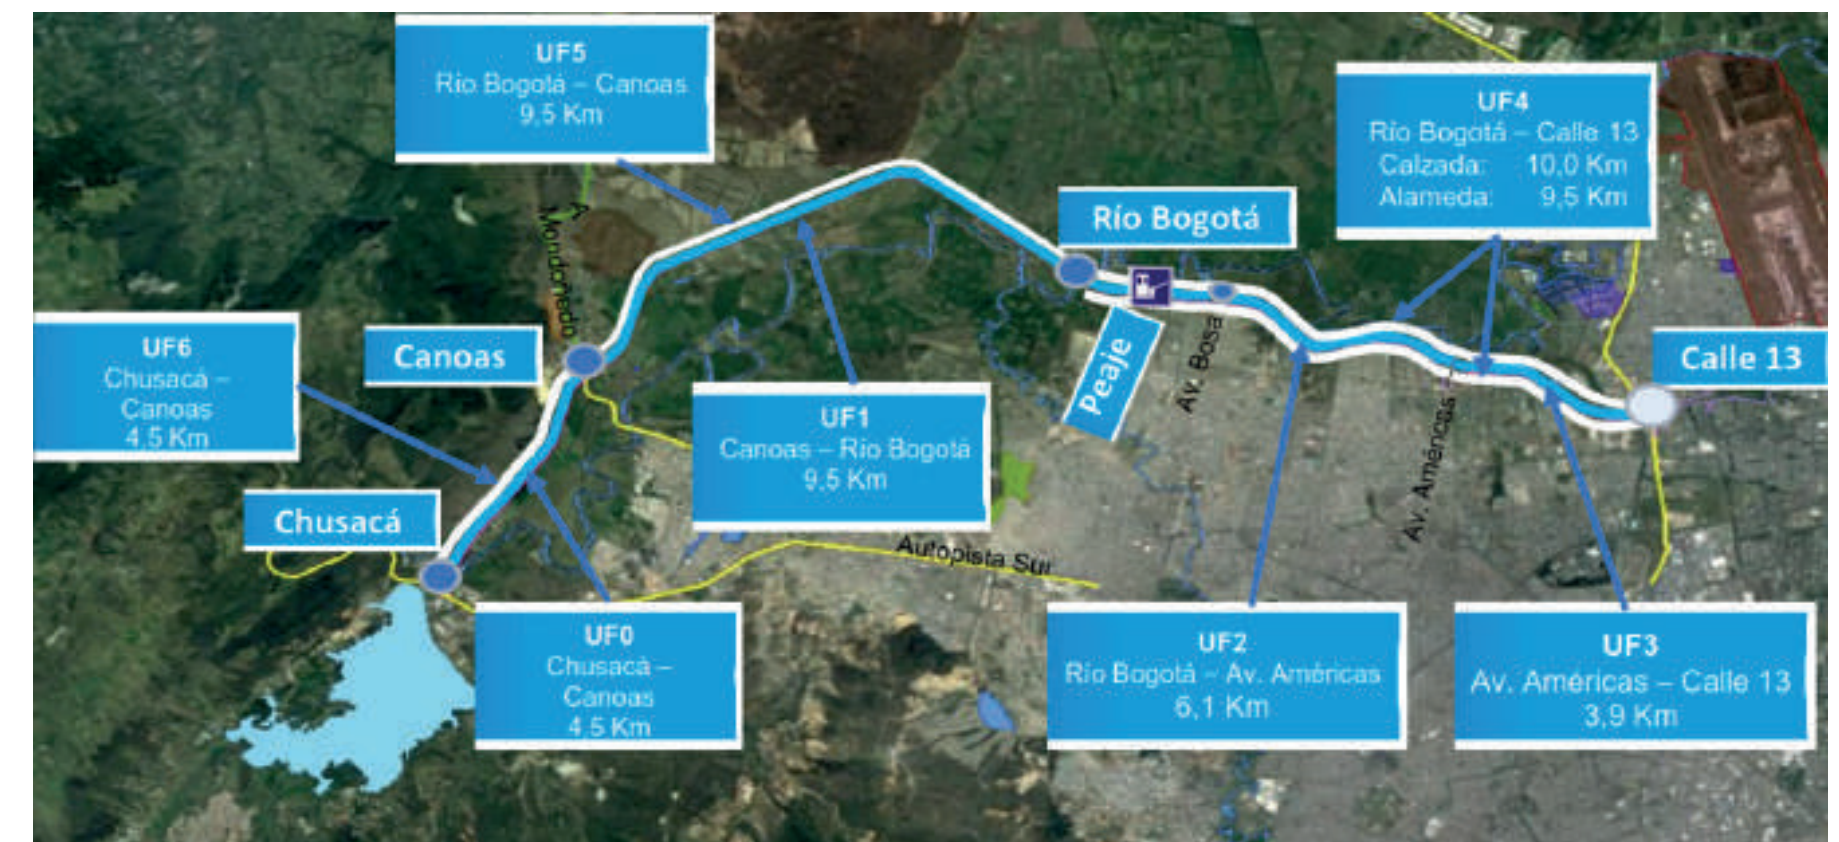 UF5
Río Bogotá – Canoas
9,5 Km
UF4
Río Bogotá – Calle 13
Calzada: 10,0 Km
Alameda: 9,5 Km
Río Bogotá
A Mondoñedo
UF6
Chusacá –
Canoas
4,5 Km
Canoas
Peaje
Av. Bosa
Calle 13
UF1
Canoas – Río Bogotá
9,5 Km
Av. Américas
Chusacá
Autopista Sur
UF0
Chusacá –
Canoas
4,5 Km
UF2
Río Bogotá – Av. Américas
6,1 Km
UF3
Av. Américas – Calle 13
3,9 Km